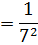 = 1/7²